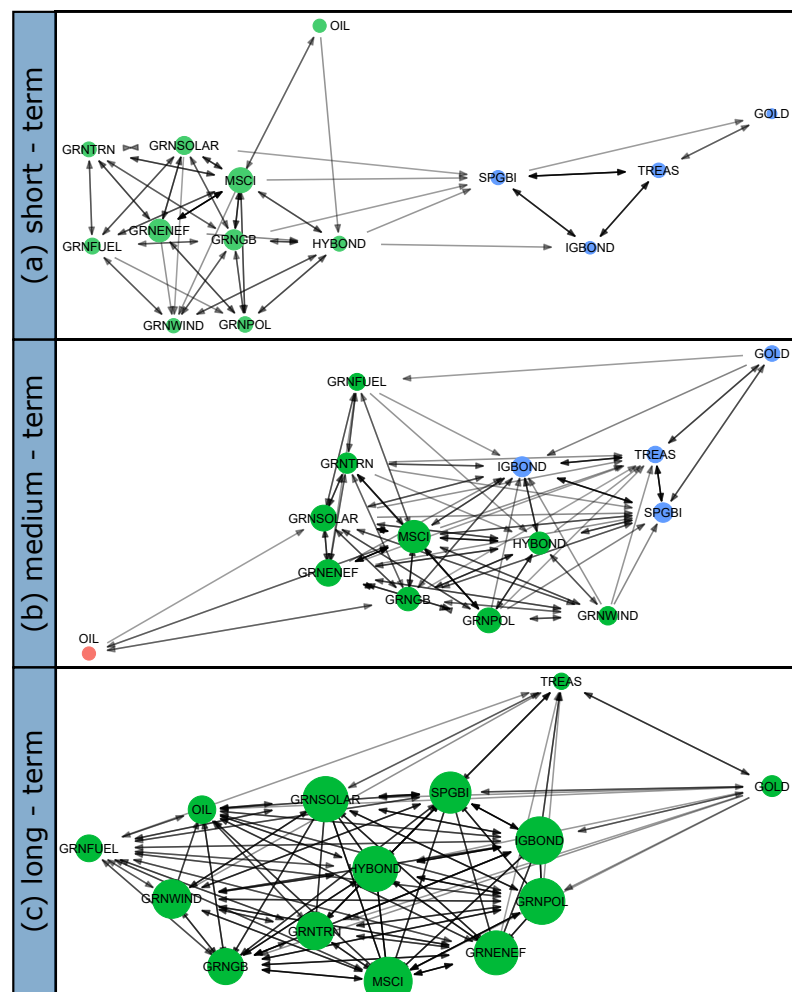 (a) short - term
OIL
GOLD
GRNTRN
GRNSOLAR
MSCI
SPGBI
TREAS
GRNENEF
GRNFUEL
GRNGB
HYBOND
IGBOND
GRNWIND
GRNPOL
(b) medium - term
GOLD
GRNFUEL
TREAS
GRNTRN
IGBOND
SPGBI
GRNSOLAR
MSCI
HYBOND
GRNENEF
GRNGB
GRNPOL
GRNWIND
OIL
(c) long - term
TREAS
GOLD
SPGBI
GRNSOLAR
OIL
IGBOND
GRNFUEL
HYBOND
GRNWIND
GRNPOL
GRNTRN
GRNENEF
GRNGB
MSCI